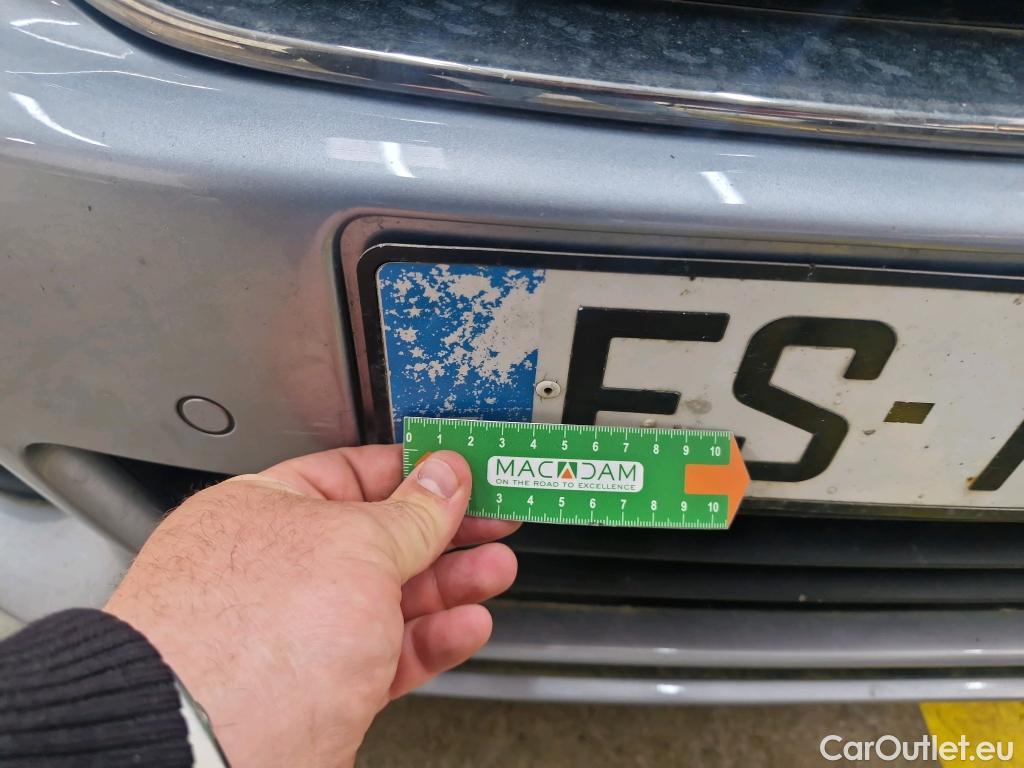 ES
0 1 2 3 4 5 6 7 8 9 10
MACADAM
ON THE ROAD TO EXCELLENCE
3 4 5 6 7 8 9 10
CarOutlet.eu